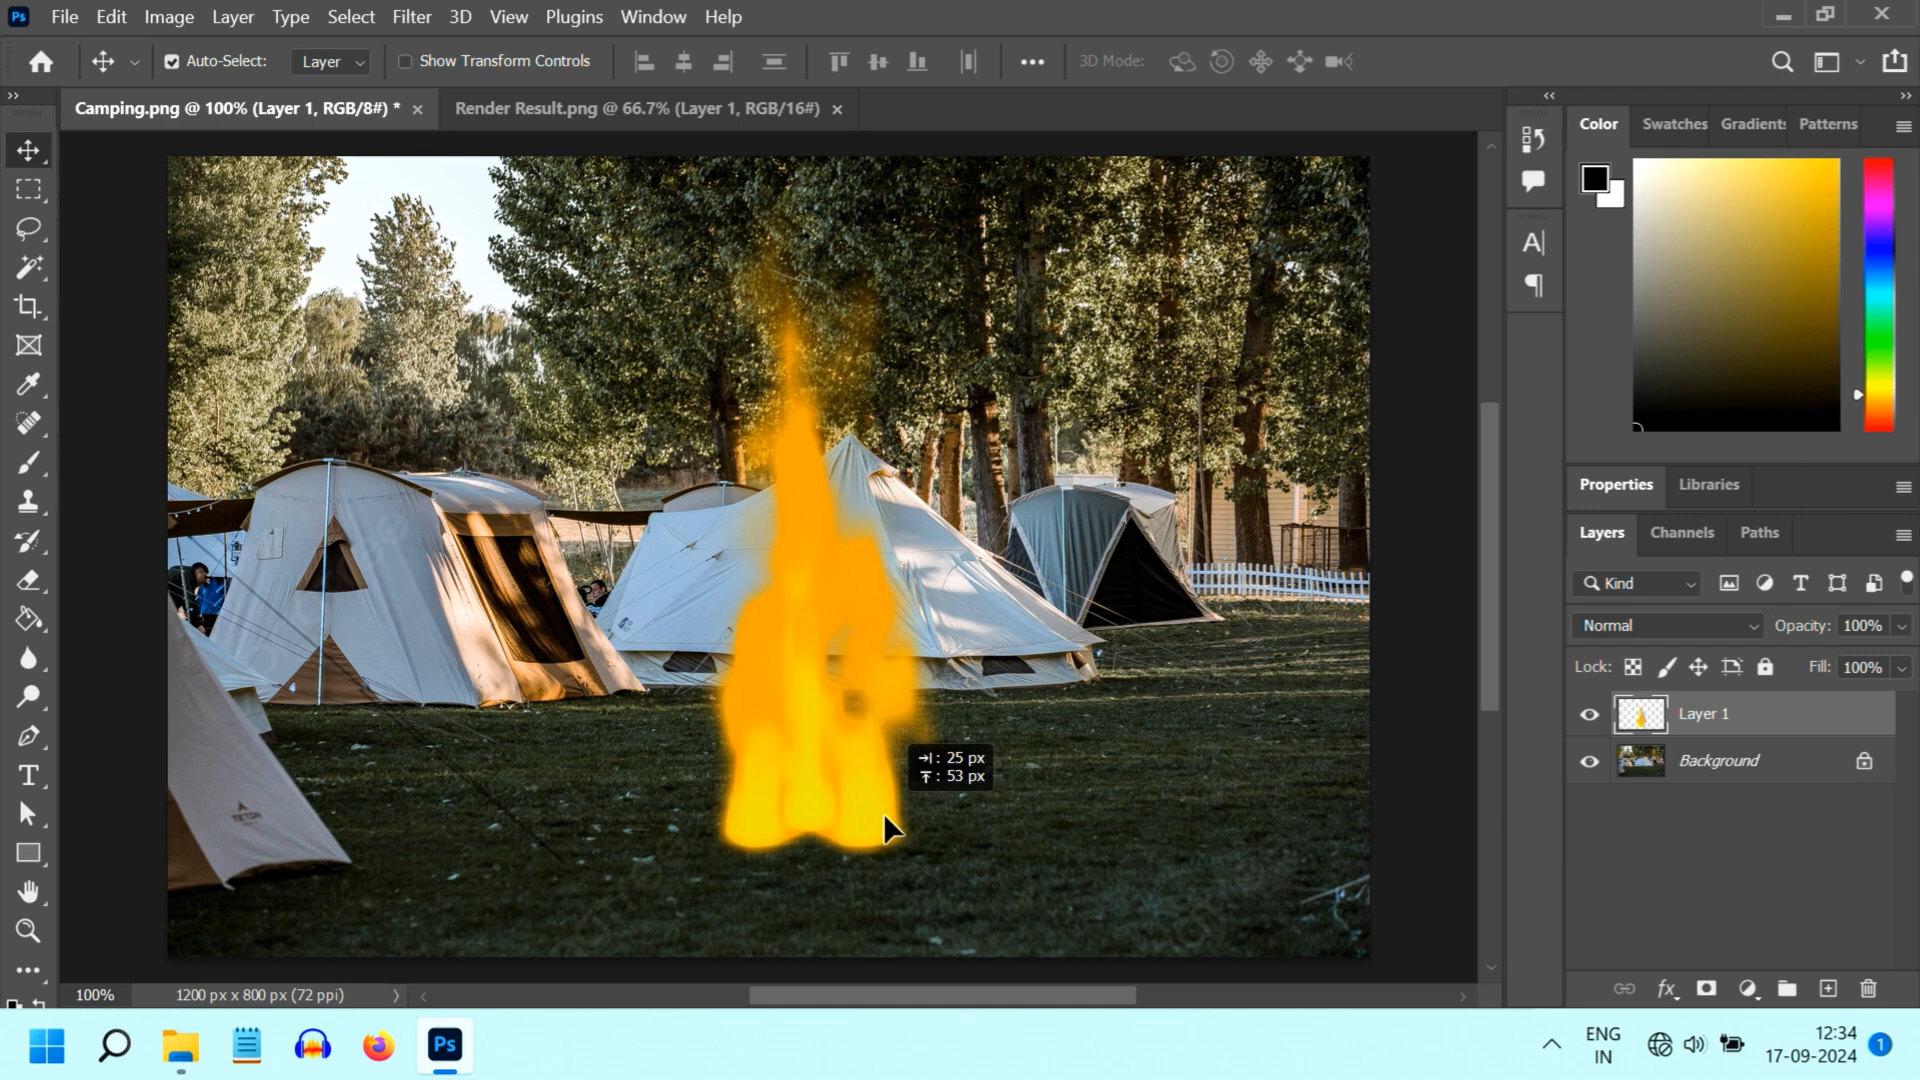 Ps File Edit Image Layer Type Select Filter 3D View Plugins Window Help
Auto-Select: Layer Show Transform Controls 3D Mode:
Camping.png @ 100% (Layer 1, RGB/8#) * Render Result.png @ 66.7% (Layer 1, RGB/16#)
Color Swatches Gradients Patterns
Properties Libraries
Layers Channels Paths
Kind
Normal Opacity: 100%
Lock: Fill: 100%
Layer 1
Background
: 25 px
: 53 px
100% 1200 px x 800 px (72 ppi)
fx
Ps
ENG
IN
12:34
17-09-2024
1